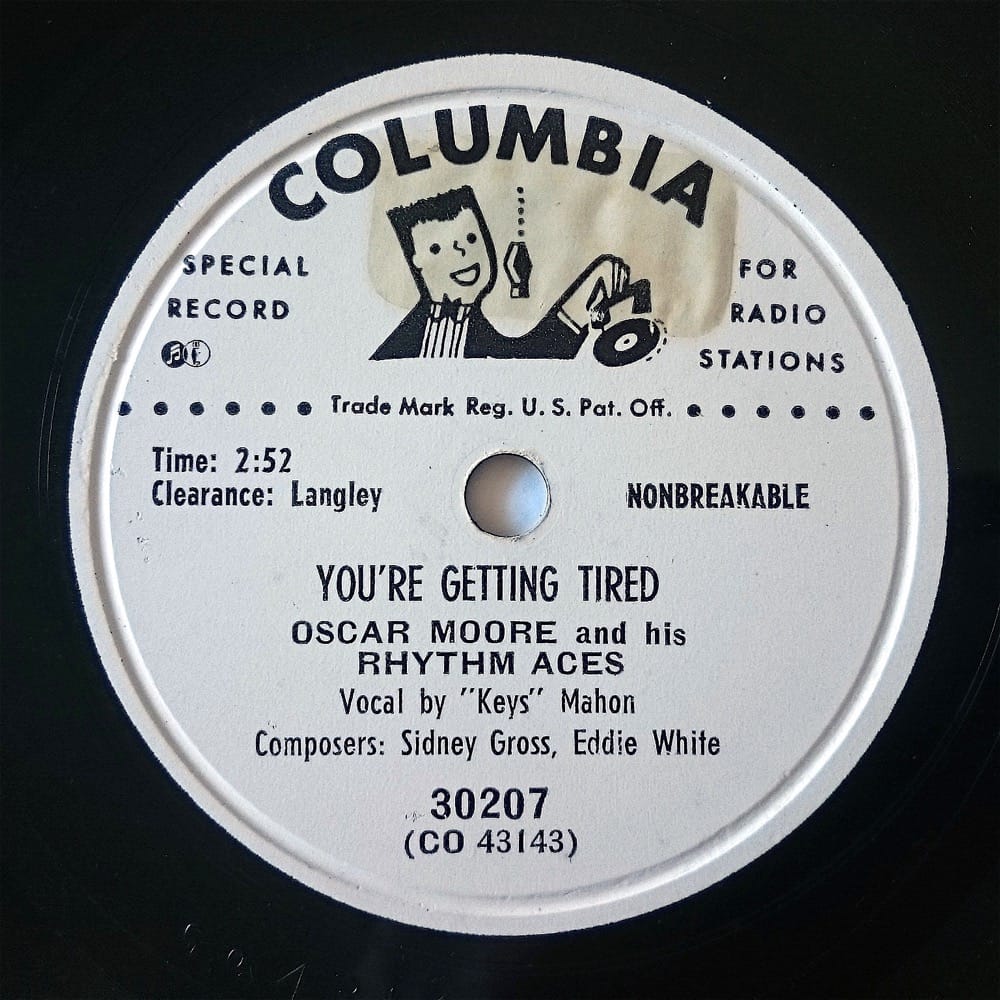 COLUMBIA
SPECIAL RECORD
FOR RADIO STATIONS
Trade Mark Reg. U. S. Pat. Off.
Time: 2:52
Clearance: Langley
NONBREAKABLE
YOU'RE GETTING TIRED
OSCAR MOORE and his
RHYTHM ACES
Vocal by "Keys" Mahon
Composers: Sidney Gross, Eddie White
30207
(CO 43143)